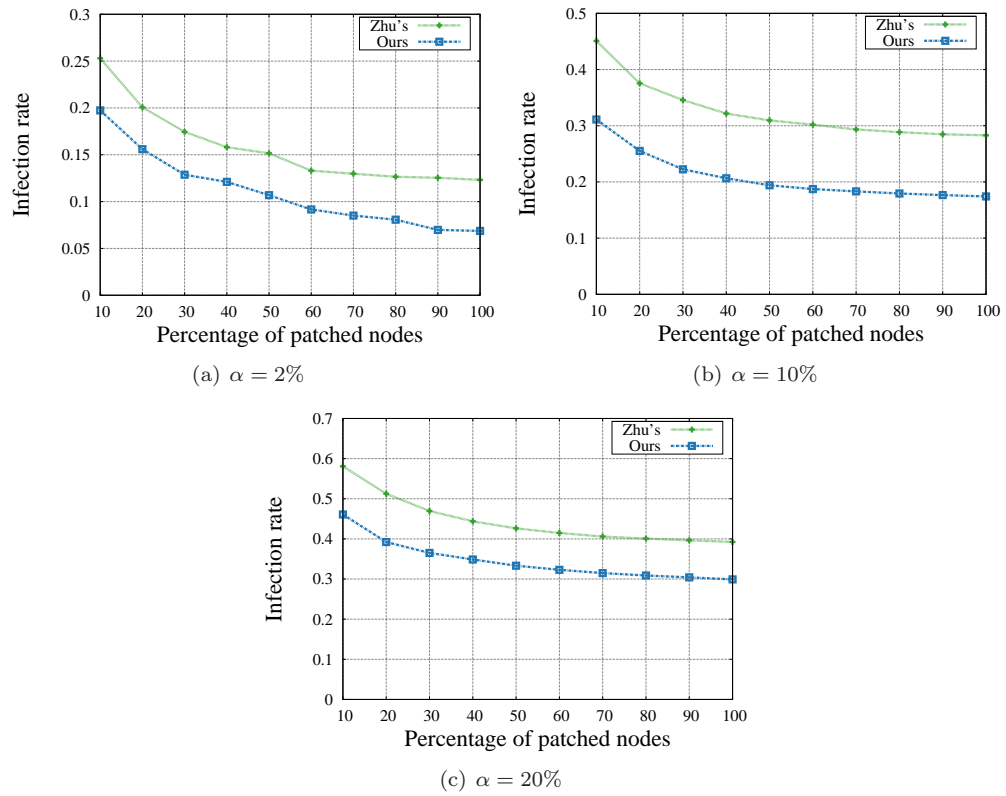 0.3
0.25
0.2
0.15
0.1
0.05
0
Infection rate
Zhu's
Ours
10 20 30 40 50 60 70 80 90 100
Percentage of patched nodes
(a) α = 2%
0.5
0.4
0.3
0.2
0.1
0
Infection rate
Zhu's
Ours
10 20 30 40 50 60 70 80 90 100
Percentage of patched nodes
(b) α = 10%
0.7
0.6
0.5
0.4
0.3
0.2
0.1
0
Infection rate
Zhu's
Ours
10 20 30 40 50 60 70 80 90 100
Percentage of patched nodes
(c) α = 20%